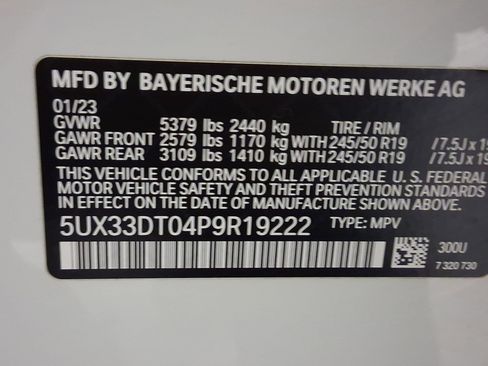 MFD BY BAYERISCHE MOTOREN WERKE AG
01/23
GVWR 5379 lbs 2440 kg TIRE / RIM
GAWR FRONT 2579 lbs 1170 kg WITH 245/50 R19 / 7.5J x 19
GAWR REAR 3109 lbs 1410 kg WITH 245/50 R19 / 7.5J x 19
THIS VEHICLE CONFORMS TO ALL APPLICABLE U. S. FEDERAL
MOTOR VEHICLE SAFETY BUMPER AND THEFT PREVENTION
IN EFFECT ON THE DATE OF MANUFACTURE SHOWN ABOVE.
5UX33DT04P9R19222 TYPE: MPV
300U
7 320 730